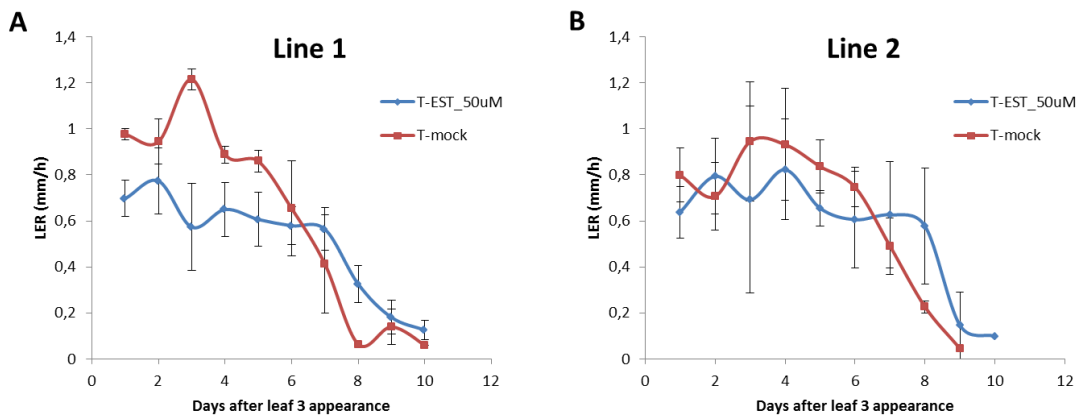 A
Line 1
1,4
1,2
1
0,8
0,6
0,4
0,2
0
LER (mm/h)
T-EST_50uM
T-mock
0 2 4 6 8 10 12
Days after leaf 3 appearance
B
Line 2
1,4
1,2
1
0,8
0,6
0,4
0,2
0
LER (mm/h)
T-EST_50uM
T-mock
0 2 4 6 8 10 12
Days after leaf 3 appearance